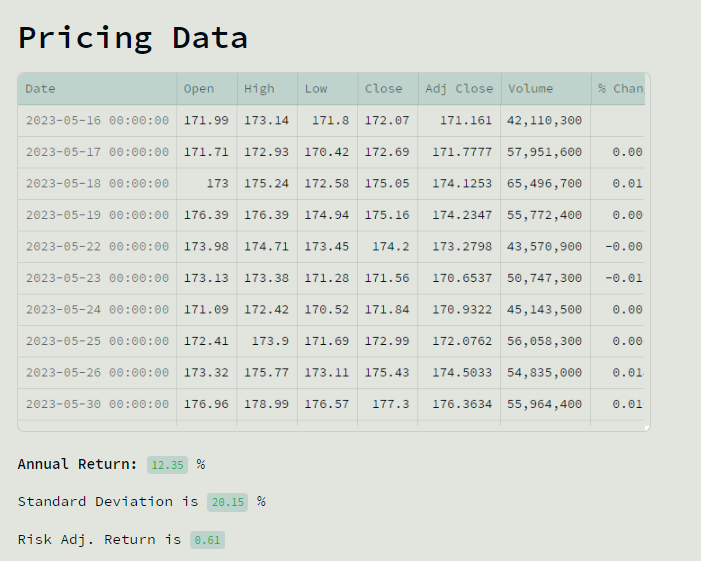 Pricing Data
Date Open High Low Close Adj Close Volume % Chan
2023-05-16 00:00:00 171.99 173.14 171.8 172.07 171.161 42,110,300
2023-05-17 00:00:00 171.71 172.93 170.42 172.69 171.7777 57,951,600 0.00
2023-05-18 00:00:00 173 175.24 172.58 175.05 174.1253 65,496,700 0.01
2023-05-19 00:00:00 176.39 176.39 174.94 175.16 174.2347 55,772,400 0.00
2023-05-22 00:00:00 173.98 174.71 173.45 174.2 173.2798 43,570,900 -0.00
2023-05-23 00:00:00 173.13 173.38 171.28 171.56 170.6537 50,747,300 -0.01
2023-05-24 00:00:00 171.09 172.42 170.52 171.84 170.9322 45,143,500 0.00
2023-05-25 00:00:00 172.41 173.9 171.69 172.99 172.0762 56,058,300 0.00
2023-05-26 00:00:00 173.32 175.77 173.11 175.43 174.5033 54,835,000 0.01
2023-05-30 00:00:00 176.96 178.99 176.57 177.3 176.3634 55,964,400 0.01
Annual Return: 12.35 %
Standard Deviation is 20.15 %
Risk Adj. Return is 0.61